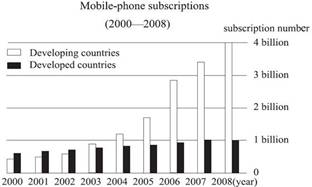 Mobile-phone subscriptions
(2000—2008)
subscription number
4 billion
Developing countries
Developed countries
3 billion
2 billion
1 billion
0
2000 2001 2002 2003 2004 2005 2006 2007 2008(year)